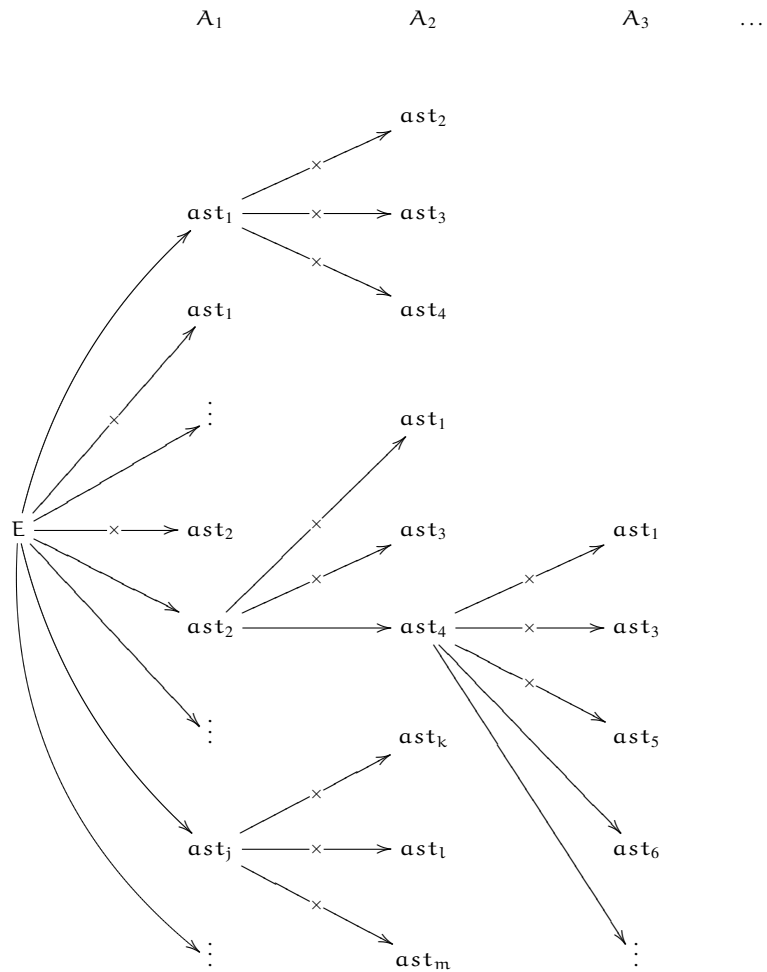 A₁ A₂ A₃ ...
ast₂
ast₁ × ast₃
×
×
ast₁ ast₄
⋮ ast₁
×
E × ast₂ × ast₃ ast₁
× ×
ast₂ ast₄ × ast₃
×
⋮ ast_k ast₅
×
ast_j × ast_l ast₆
×
⋮ ast_m ⋮